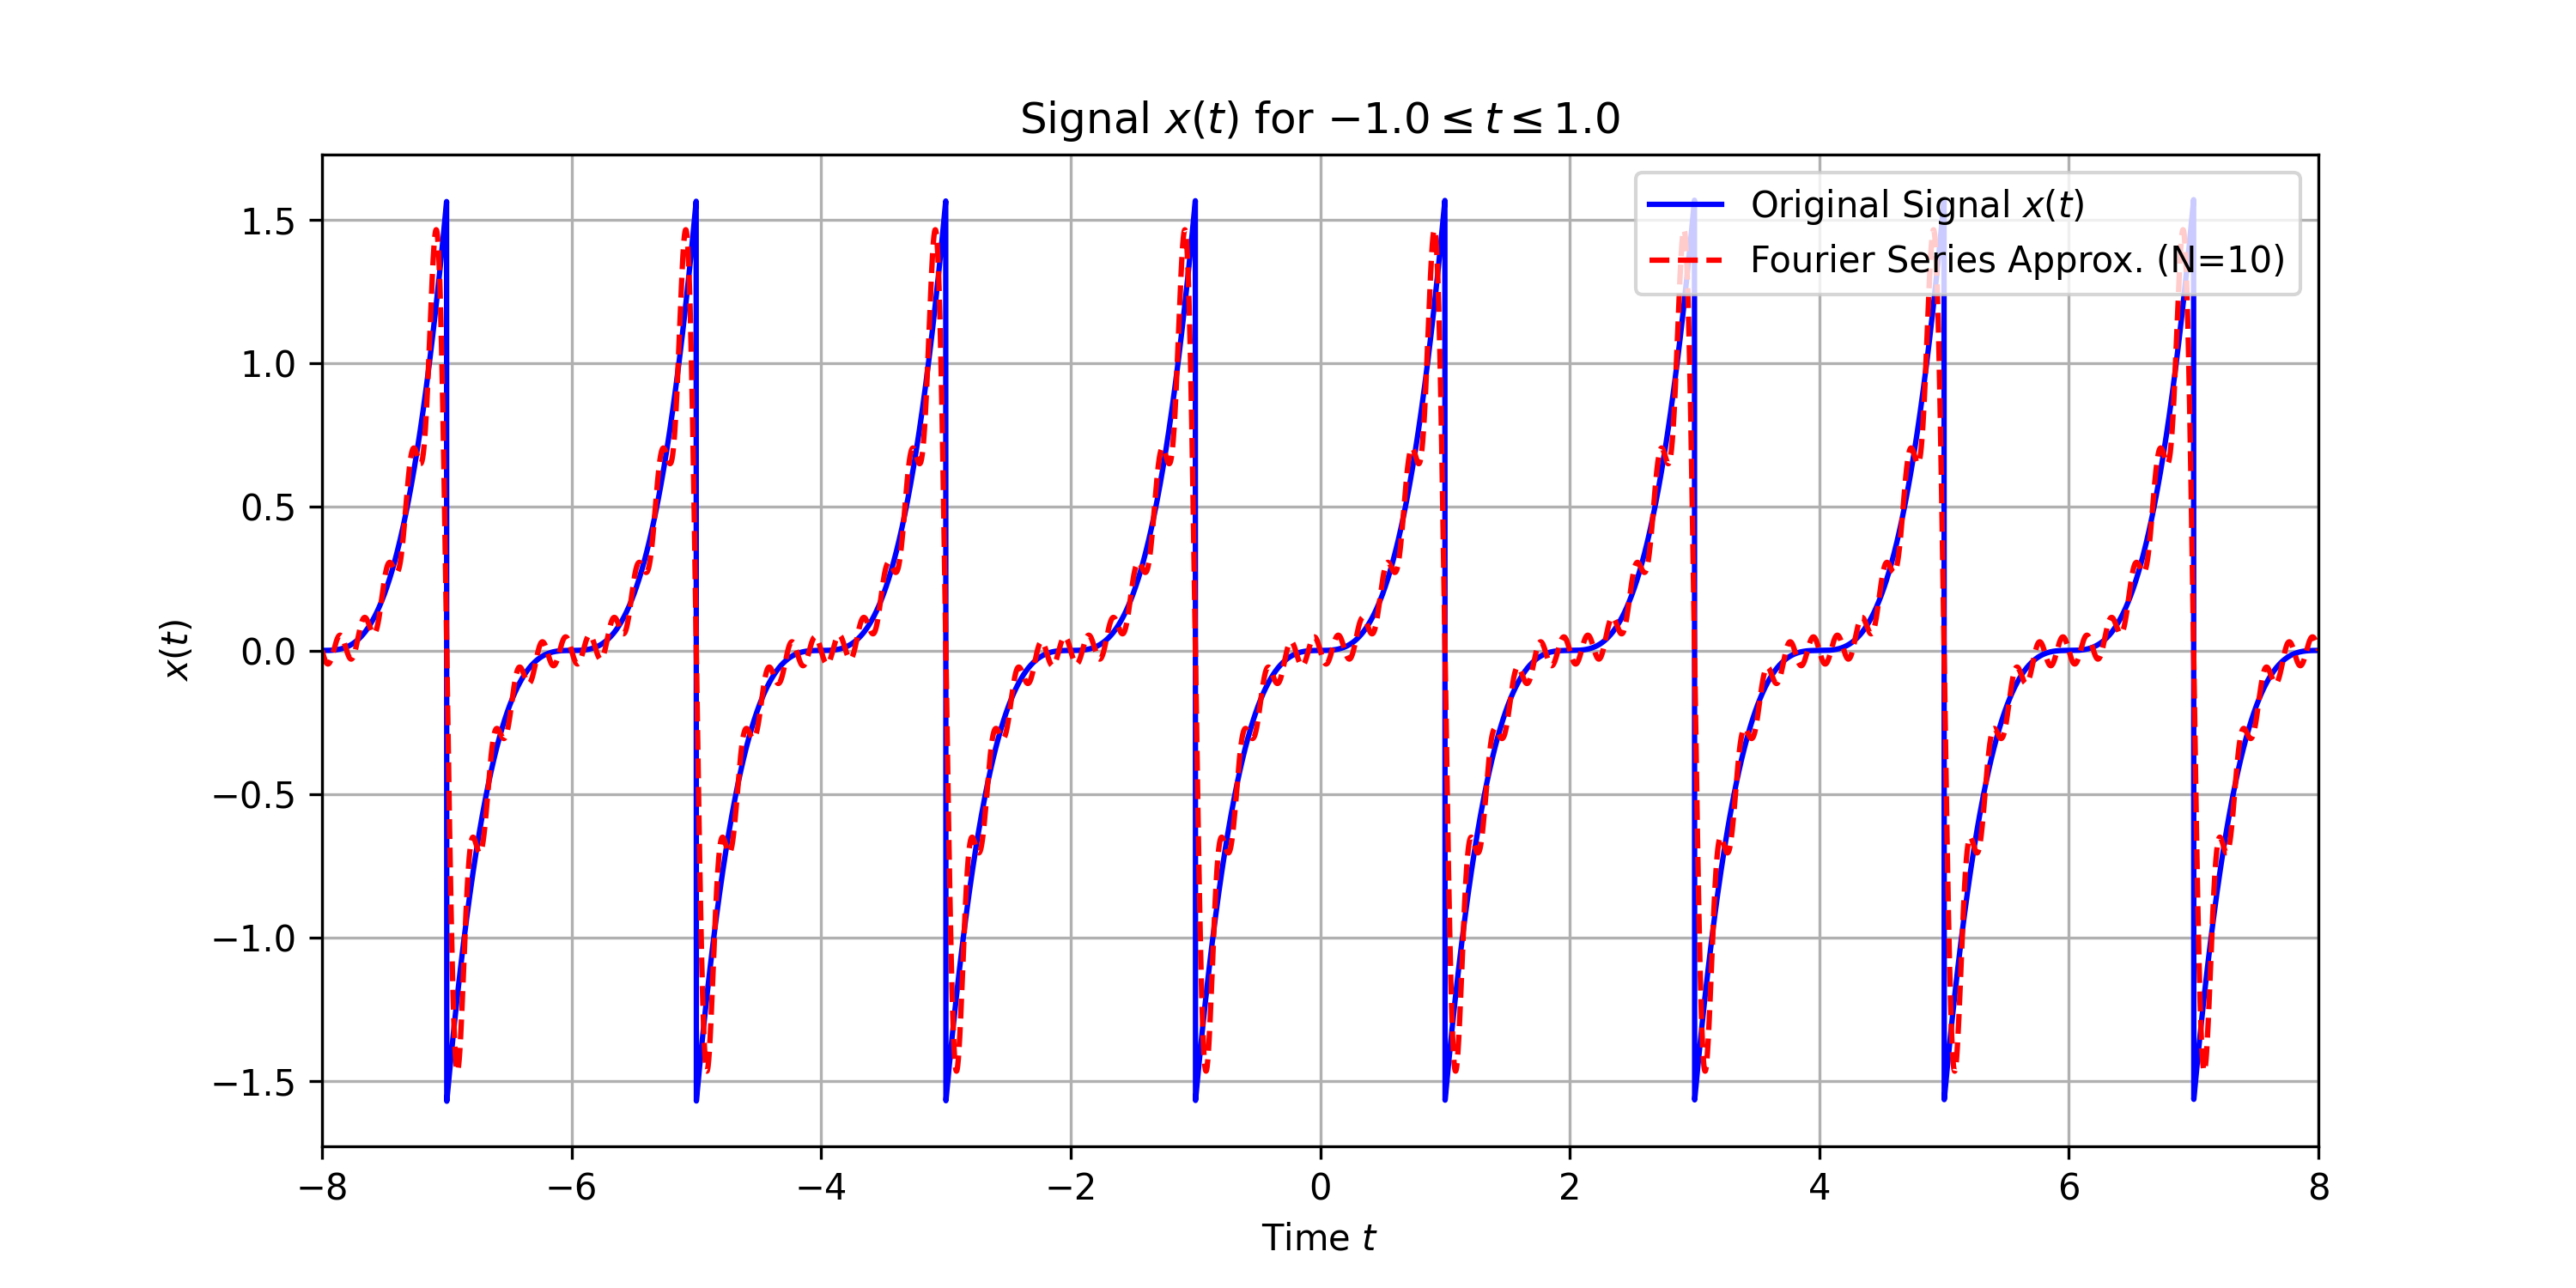 Signal x(t) for −1.0 ≤ t ≤ 1.0
Original Signal x(t)
Fourier Series Approx. (N=10)
1.5
1.0
0.5
0.0
−0.5
−1.0
−1.5
x(t)
−8 −6 −4 −2 0 2 4 6 8
Time t